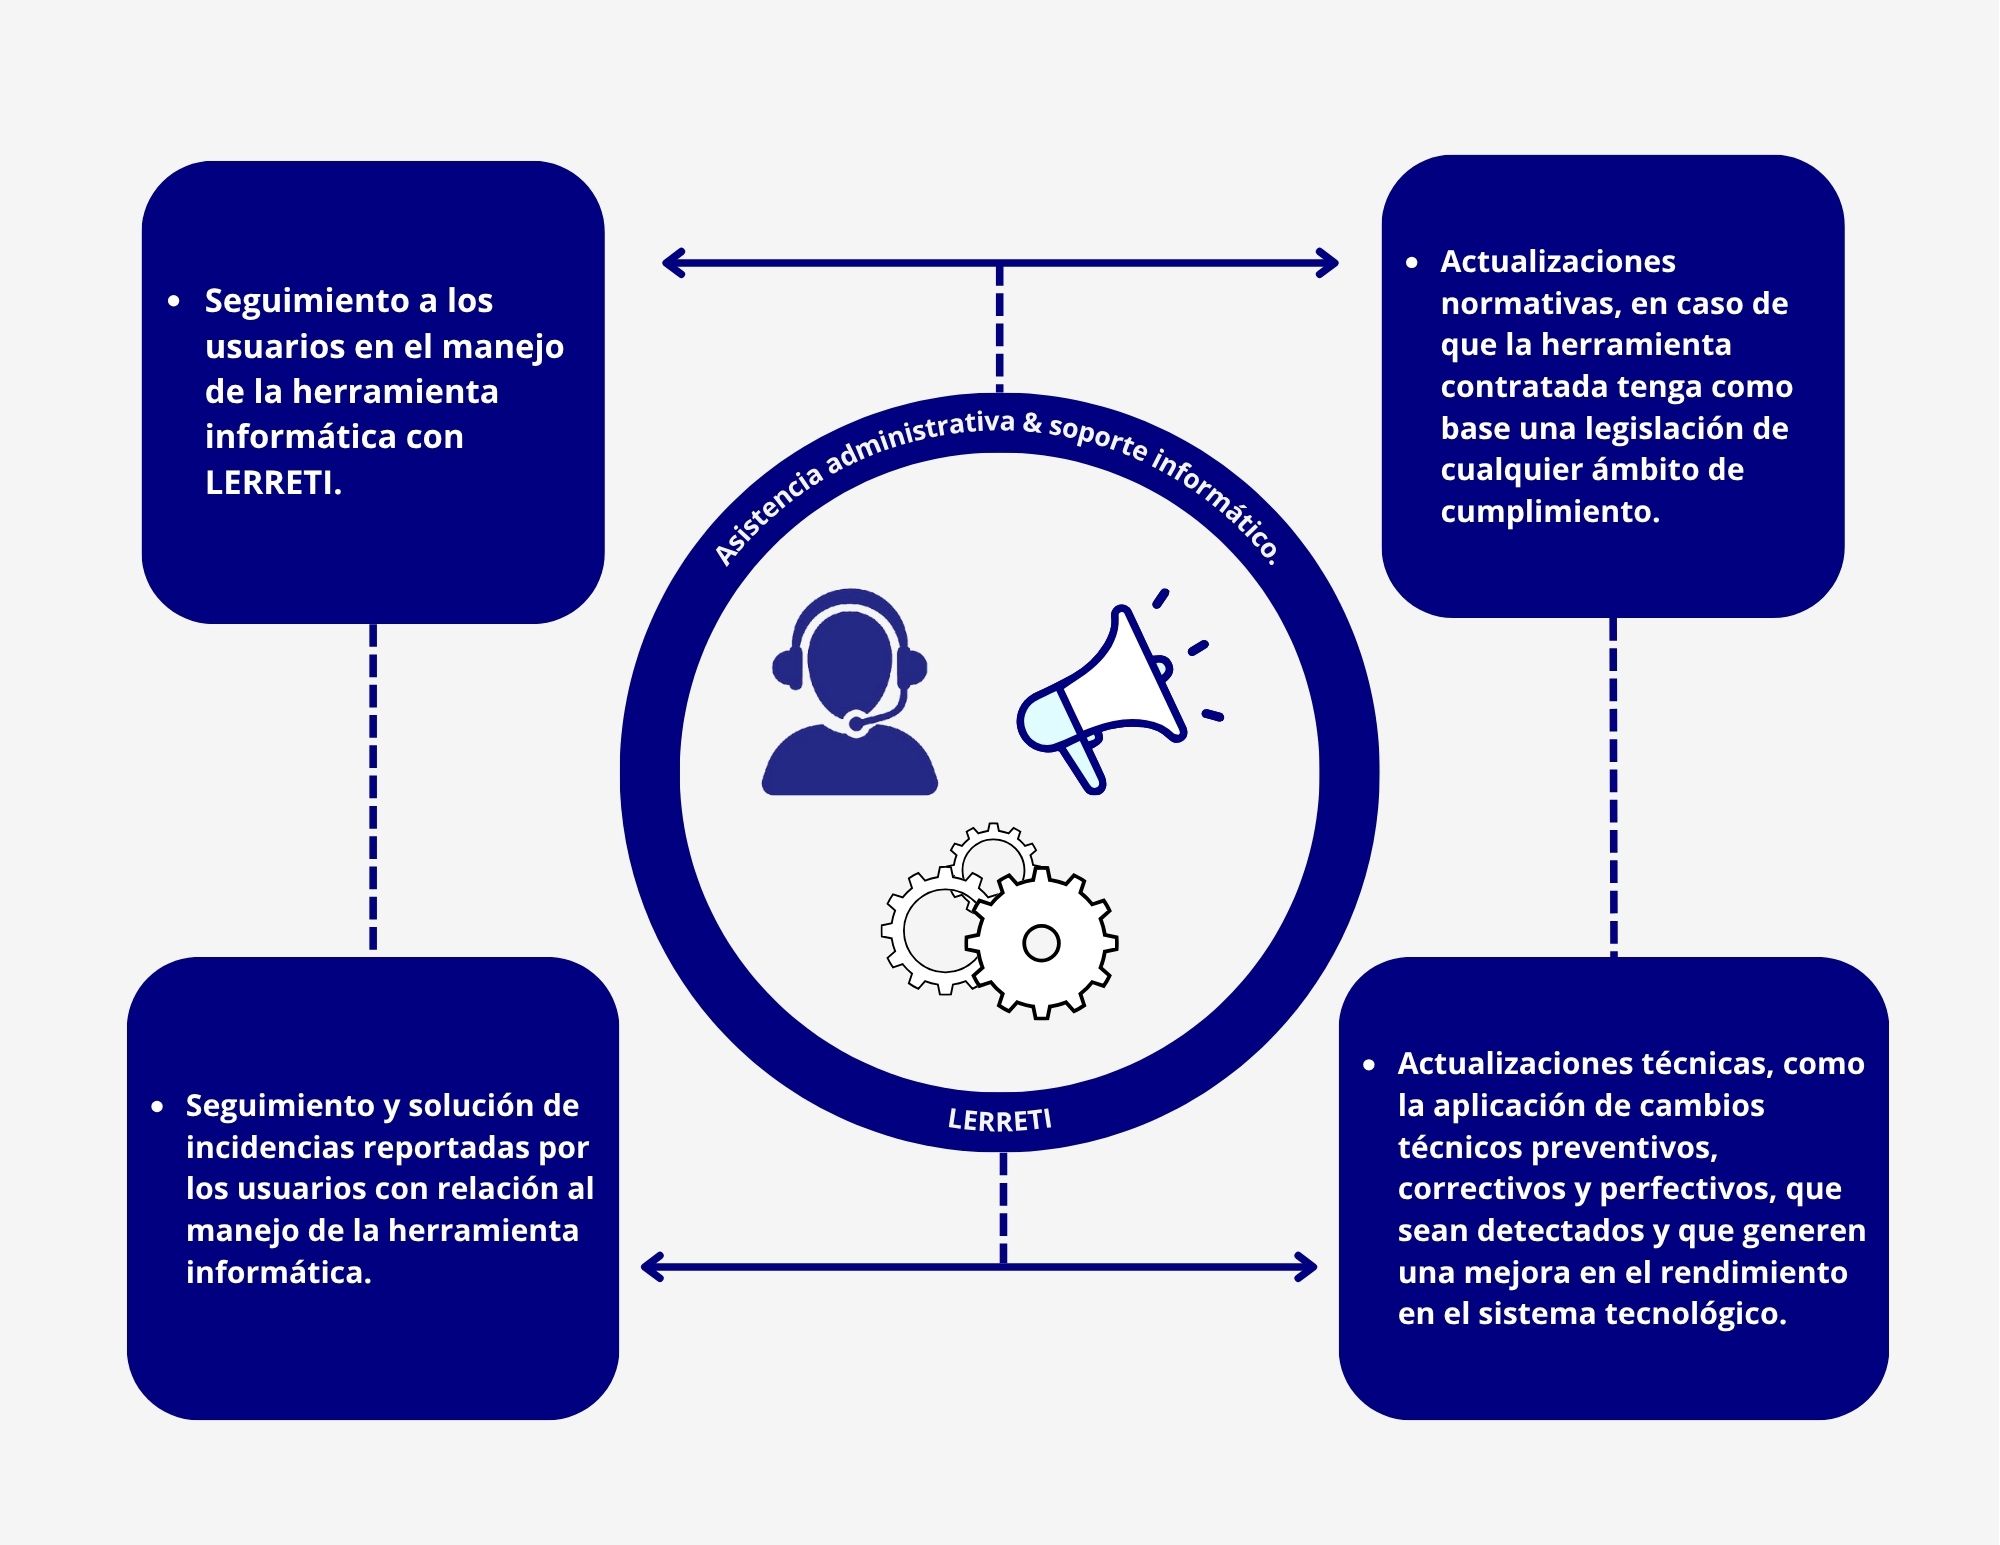 • Seguimiento a los
usuarios en el manejo
de la herramienta
informática con
LERRETI.
• Actualizaciones
normativas, en caso de
que la herramienta
contratada tenga como
base una legislación de
cualquier ámbito de
cumplimiento.
Asistencia administrativa & soporte informático.
LERRETI
• Seguimiento y solución de
incidencias reportadas por
los usuarios con relación al
manejo de la herramienta
informática.
• Actualizaciones técnicas, como
la aplicación de cambios
técnicos preventivos,
correctivos y perfectivos, que
sean detectados y que generen
una mejora en el rendimiento
en el sistema tecnológico.